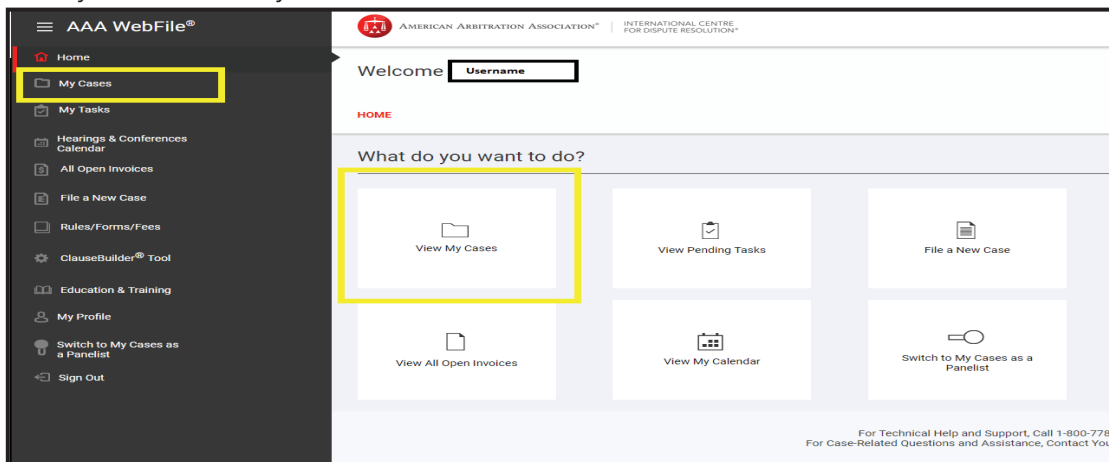 AAA WebFile®
AMERICAN ARBITRATION ASSOCIATION®
INTERNATIONAL CENTRE
FOR DISPUTE RESOLUTION®
Home
My Cases
My Tasks
Hearings & Conferences
Calendar
All Open Invoices
File a New Case
Rules/Forms/Fees
ClauseBuilder® Tool
Education & Training
My Profile
Switch to My Cases as
a Panelist
Sign Out
Welcome Username
HOME
What do you want to do?
View My Cases
View Pending Tasks
File a New Case
View All Open Invoices
View My Calendar
Switch to My Cases as a
Panelist
For Technical Help and Support, Call 1-800-778
For Case-Related Questions and Assistance, Contact You